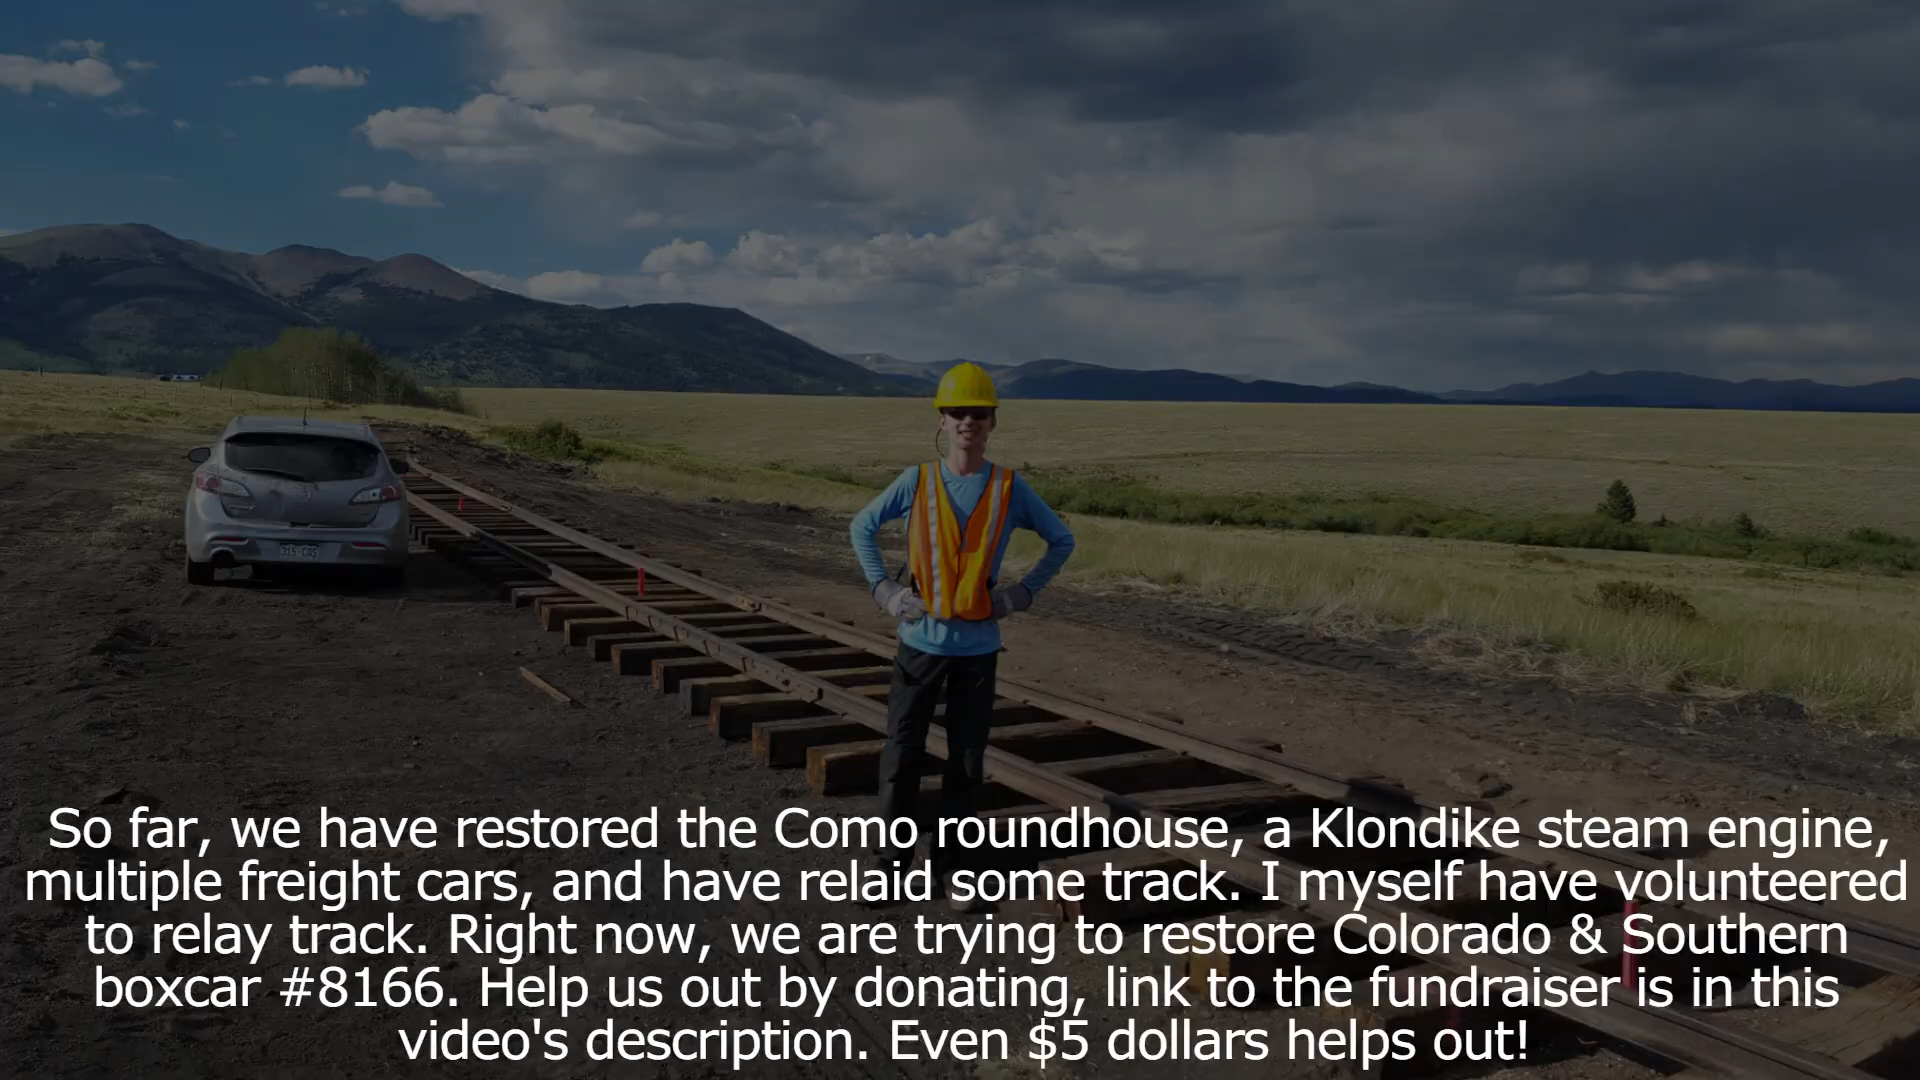 315-CQS
So far, we have restored the Como roundhouse, a Klondike steam engine,
multiple freight cars, and have relaid some track. I myself have volunteered
to relay track. Right now, we are trying to restore Colorado & Southern
boxcar #8166. Help us out by donating, link to the fundraiser is in this
video's description. Even $5 dollars helps out!